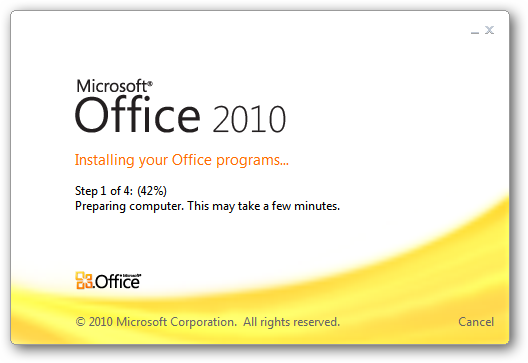 Microsoft®
Office 2010
Installing your Office programs...
Step 1 of 4: (42%)
Preparing computer. This may take a few minutes.
Microsoft®
Office
© 2010 Microsoft Corporation. All rights reserved.
Cancel